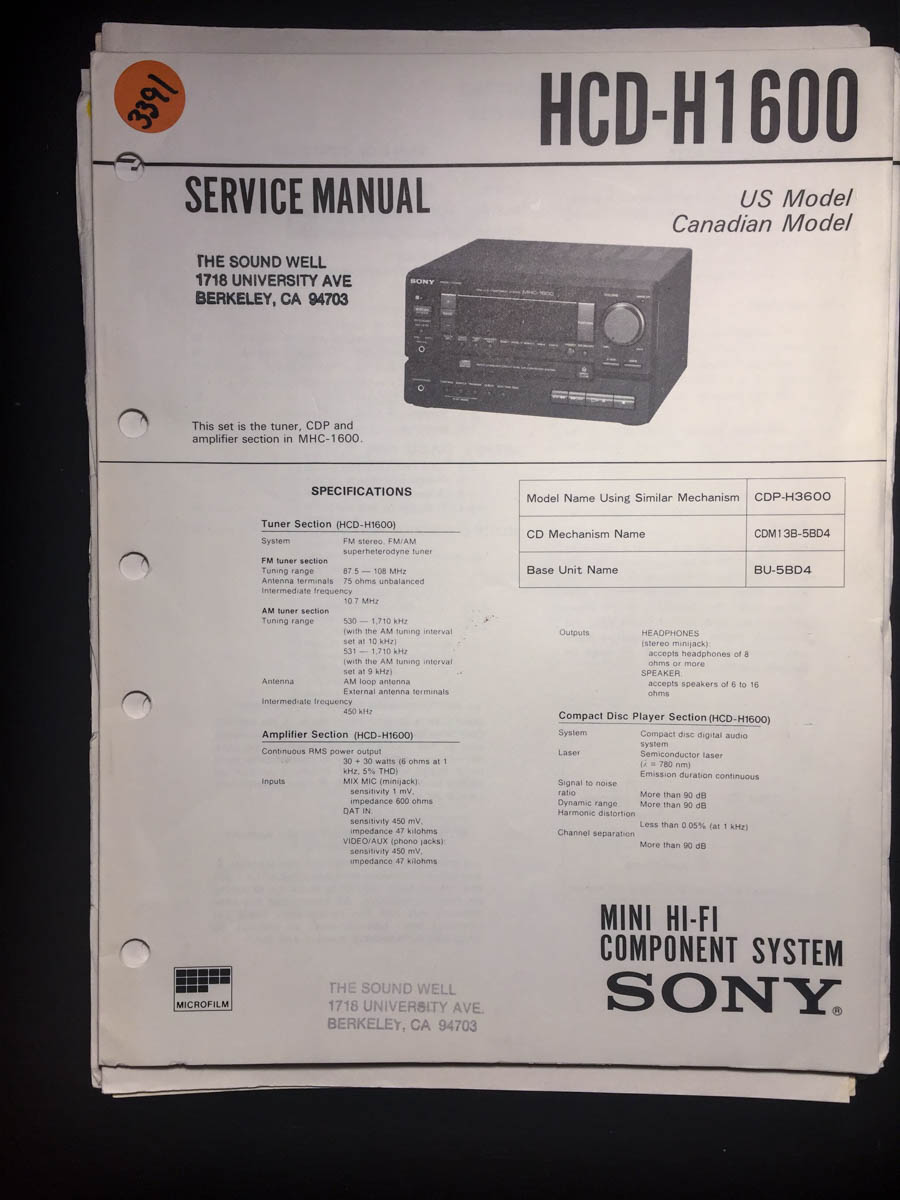 3391
HCD-H1600
SERVICE MANUAL
US Model
Canadian Model
THE SOUND WELL
1718 UNIVERSITY AVE
BERKELEY, CA 94703
SONY
MHC-1600
This set is the tuner, CDP and
amplifier section in MHC-1600.
SPECIFICATIONS
Tuner Section (HCD-H1600)
System FM stereo, FM/AM
superheterodyne tuner
FM tuner section
Tuning range 87.5 — 108 MHz
Antenna terminals 75 ohms unbalanced
Intermediate frequency
10.7 MHz
AM tuner section
Tuning range 530 — 1,710 kHz
(with the AM tuning interval
set at 10 kHz)
531 — 1,710 kHz
(with the AM tuning interval
set at 9 kHz)
Antenna AM loop antenna
External antenna terminals
Intermediate frequency
450 kHz
Amplifier Section (HCD-H1600)
Continuous RMS power output
30 + 30 watts (6 ohms at 1
kHz, 5% THD)
Inputs MIX MIC (minijack):
sensitivity 1 mV,
impedance 600 ohms
DAT IN:
sensitivity 450 mV,
impedance 47 kilohms
VIDEO/AUX (phono jacks):
sensitivity 450 mV,
impedance 47 kilohms
Model Name Using Similar Mechanism CDP-H3600
CD Mechanism Name CDM13B-5BD4
Base Unit Name BU-5BD4
Outputs HEADPHONES
(stereo minijack):
accepts headphones of 8
ohms or more
SPEAKER:
accepts speakers of 6 to 16
ohms
Compact Disc Player Section (HCD-H1600)
System Compact disc digital audio
system
Laser Semiconductor laser
(λ = 780 nm)
Emission duration continuous
Signal to noise
ratio More than 90 dB
Dynamic range More than 90 dB
Harmonic distortion
Less than 0.05% (at 1 kHz)
Channel separation
More than 90 dB
MINI HI-FI
COMPONENT SYSTEM
SONY®
MICROFILM
THE SOUND WELL
1718 UNIVERSITY AVE.
BERKELEY, CA 94703